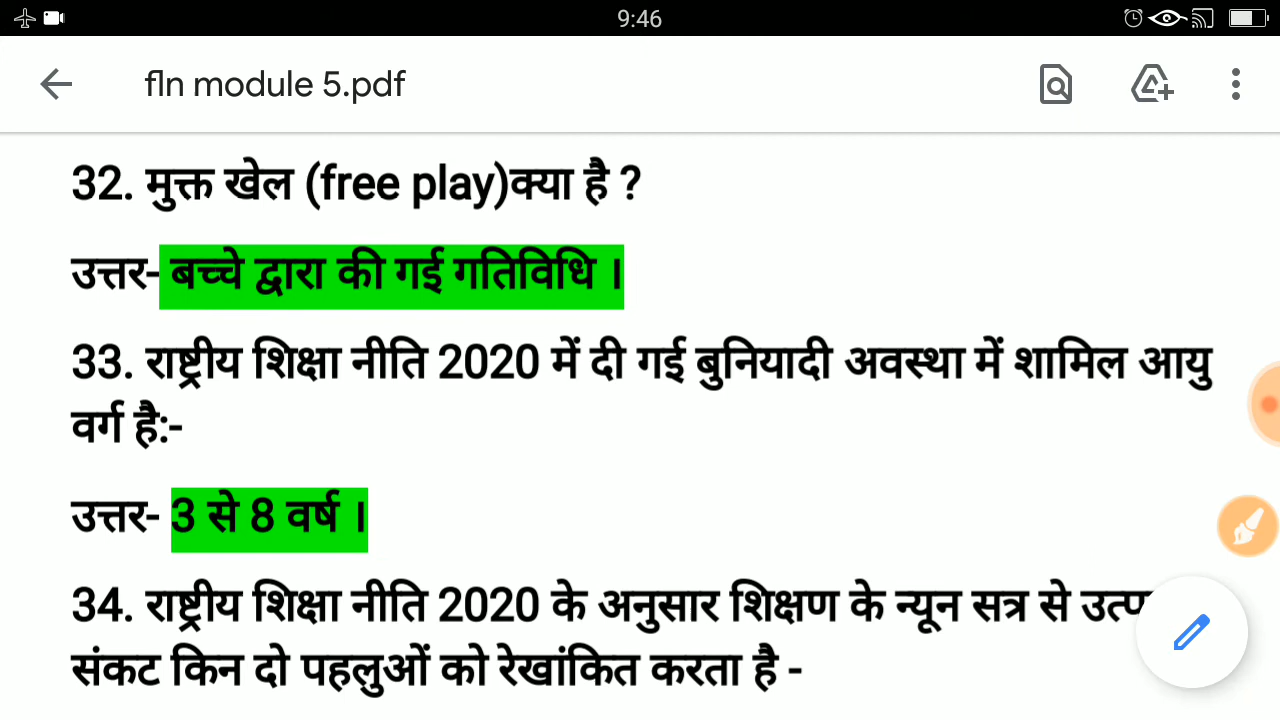 9:46
fln module 5.pdf
32. मुक्त खेल (free play)क्या है ?
उत्तर- बच्चे द्वारा की गई गतिविधि ।
33. राष्ट्रीय शिक्षा नीति 2020 में दी गई बुनियादी अवस्था में शामिल आयु
वर्ग है:-
उत्तर- 3 से 8 वर्ष ।
34. राष्ट्रीय शिक्षा नीति 2020 के अनुसार शिक्षण के न्यून सत्र से
संकट किन दो पहलुओं को रेखांकित करता है -